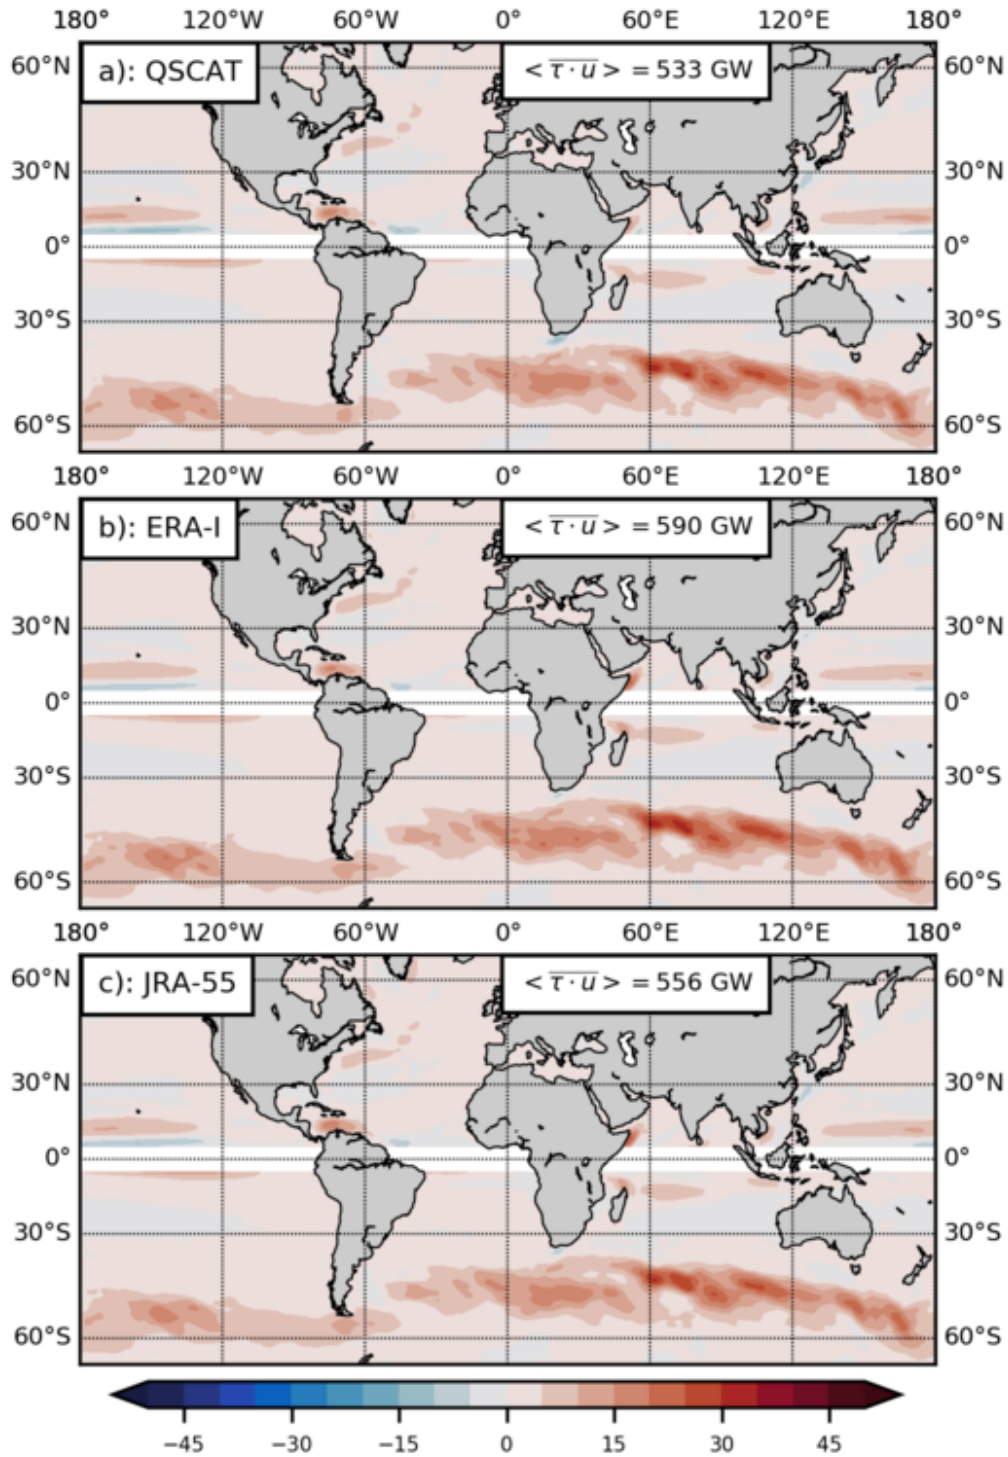 180° 120°W 60°W 0° 60°E 120°E 180°
60°N a): QSCAT < \overline{τ · u} > = 533 GW 60°N
30°N 30°N
0° 0°
30°S 30°S
60°S 60°S
180° 120°W 60°W 0° 60°E 120°E 180°
60°N b): ERA-I < \overline{τ · u} > = 590 GW 60°N
30°N 30°N
0° 0°
30°S 30°S
60°S 60°S
180° 120°W 60°W 0° 60°E 120°E 180°
60°N c): JRA-55 < \overline{τ · u} > = 556 GW 60°N
30°N 30°N
0° 0°
30°S 30°S
60°S 60°S
−45 −30 −15 0 15 30 45